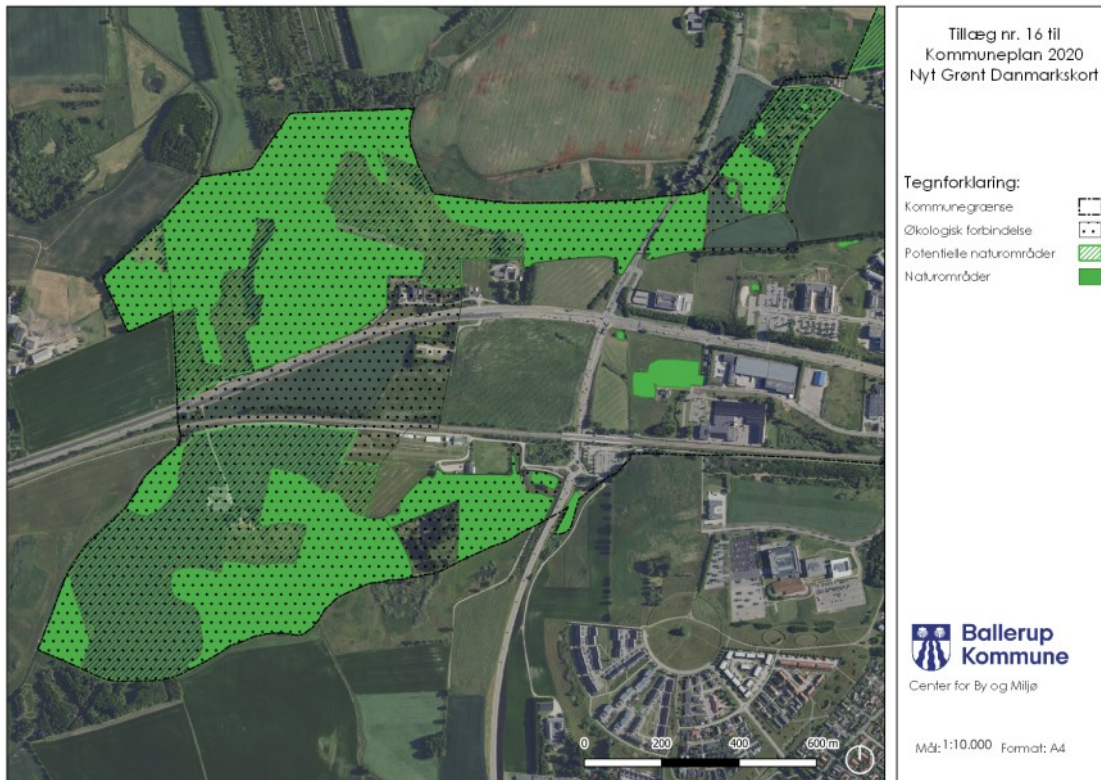 Tillæg nr. 16 til
Kommuneplan 2020
Nyt Grønt Danmarkskort
Tegnforklaring:
Kommunegrænse
Økologisk forbindelse
Potentielle naturområder
Naturområder
Ballerup
Kommune
Center for By og Miljø
Mål: 1:10.000 Format: A4
0 200 400 600 m